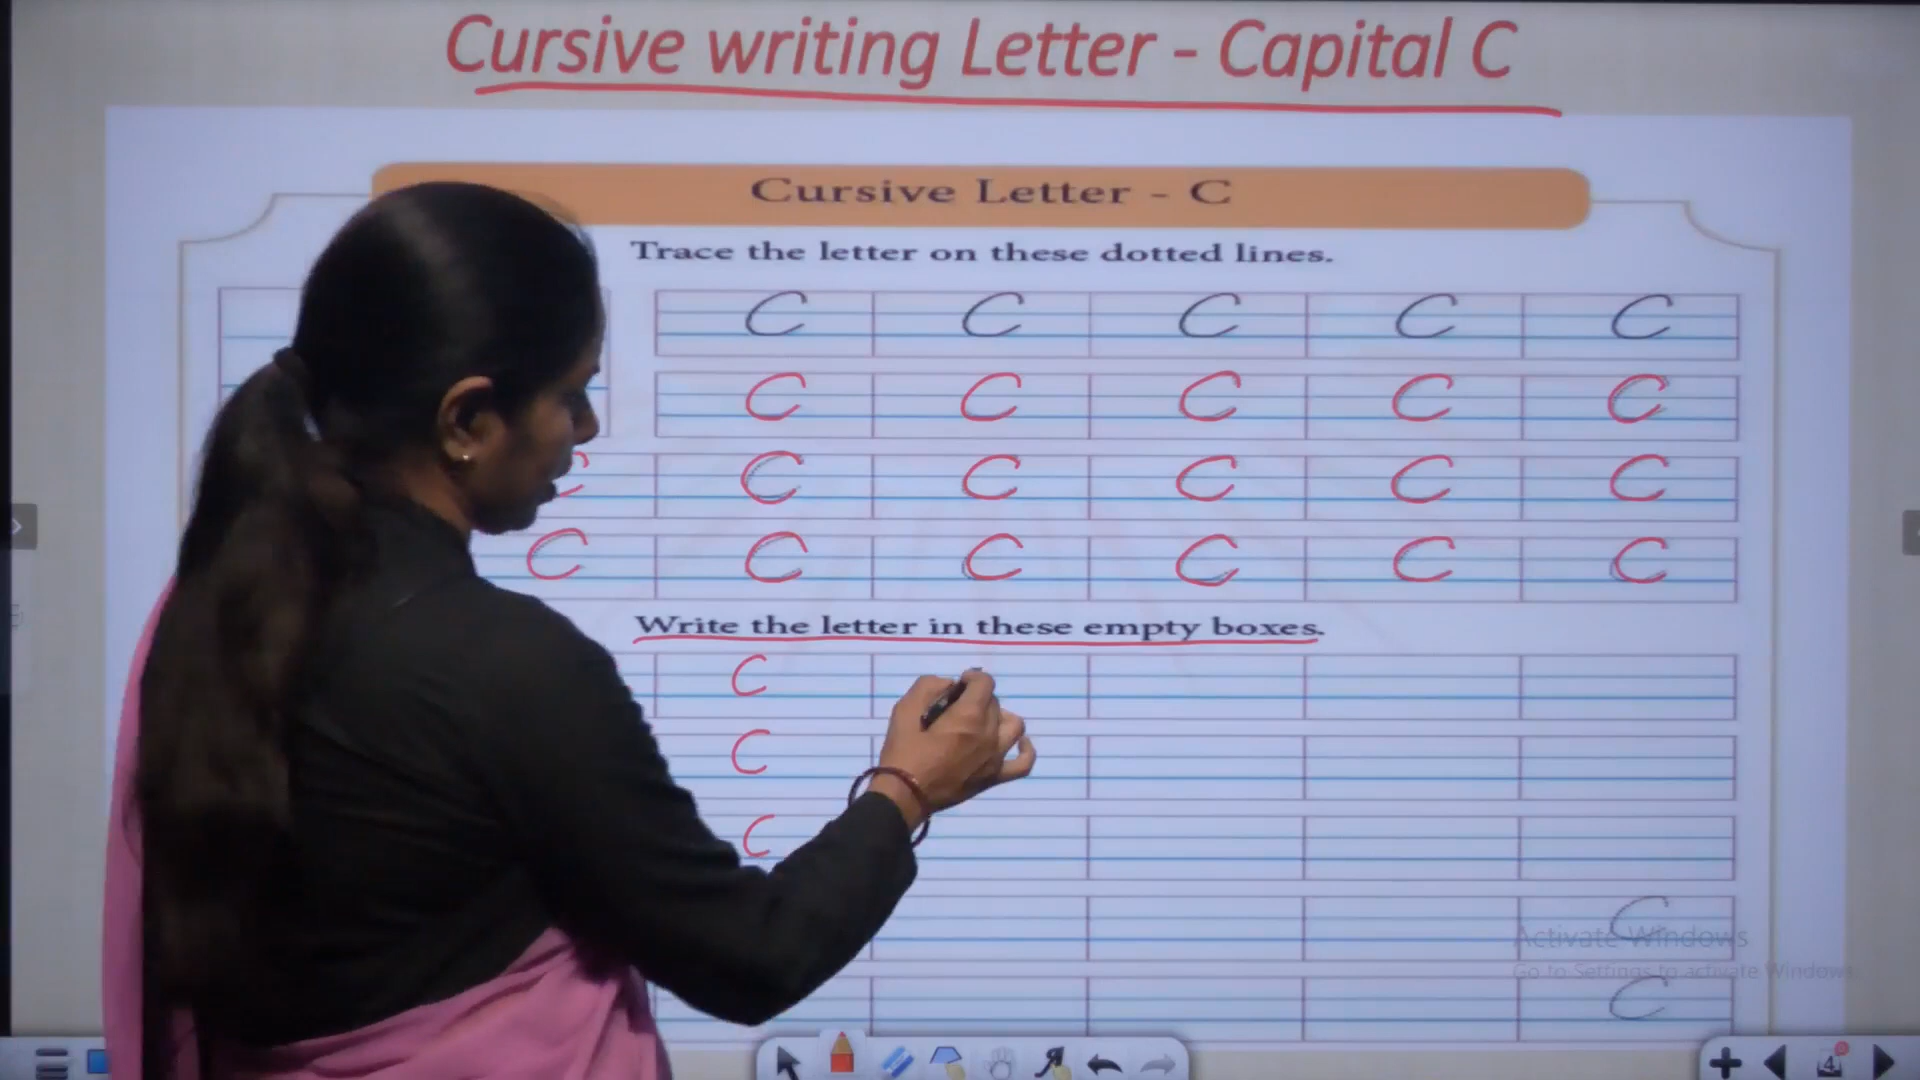 Cursive writing Letter - Capital C
Cursive Letter - C
Trace the letter on these dotted lines.
C C C C C
C C C C C
C C C C C C
C C C C C C
Write the letter in these empty boxes.
C
C
C
C
Activate Windows
Go to Settings to activate Windows
C
4